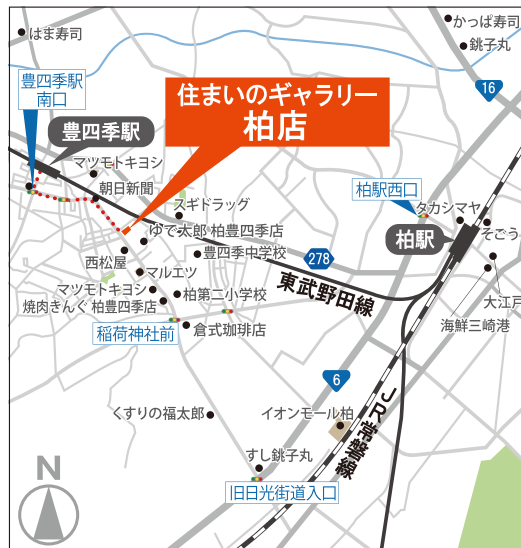 はま寿司
かっぱ寿司
銚子丸
16
豊四季駅
南口
住まいのギャラリー
柏店
豊四季駅
マツモトキヨシ
朝日新聞
スギドラッグ
柏駅西口
タカシマヤ
そごう
柏駅
ゆで太郎 柏豊四季店
西松屋
豊四季中学校
278
マルエツ
東武野田線
マツモトキヨシ
柏第二小学校
大江戸
焼肉きんぐ 柏豊四季店
海鮮三崎港
稲荷神社前
倉式珈琲店
6
JR常磐線
くすりの福太郎
イオンモール柏
すし銚子丸
旧日光街道入口
N